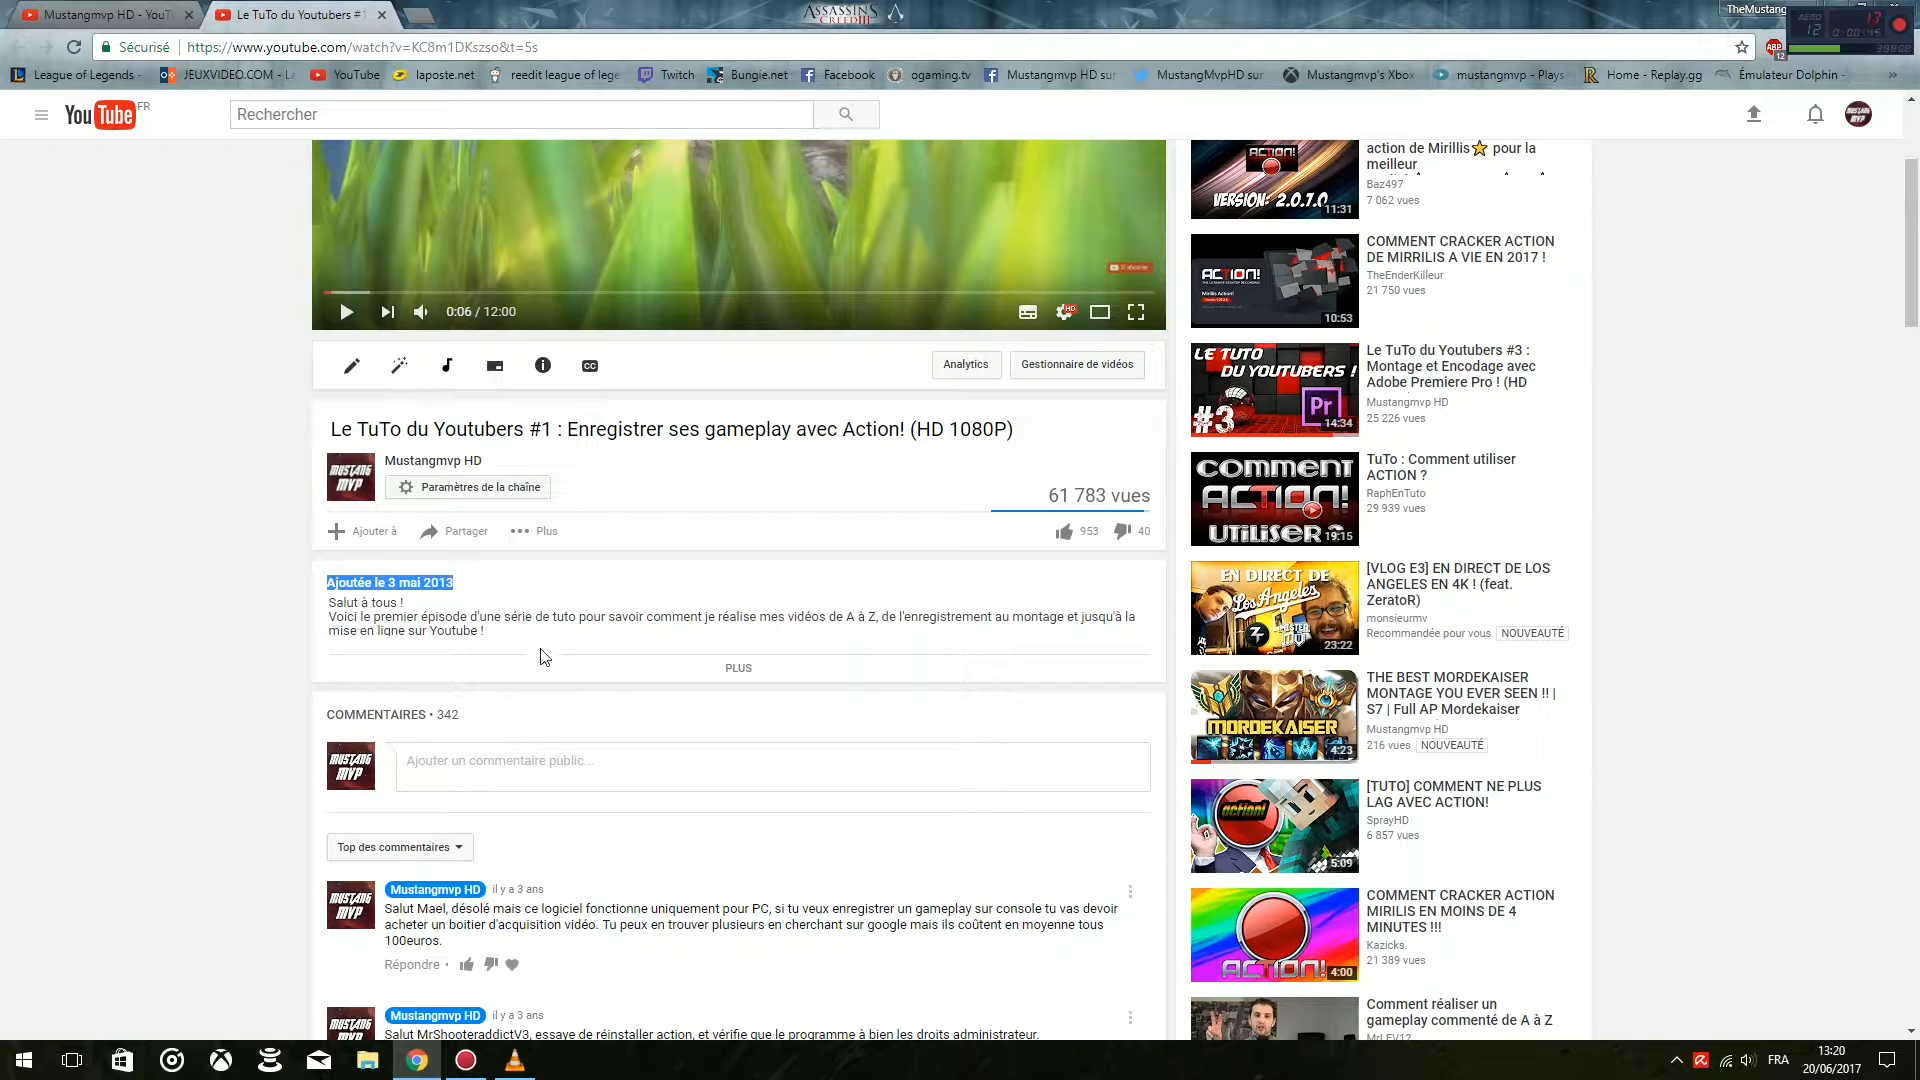 Mustangmvp HD - YouT
Le TuTo du Youtubers #1
ASSASSIN'S CREED III
TheMustang
Sécurisé
https://www.youtube.com/watch?v=KC8m1DKszso&t=5s
League of Legends -
JEUXVIDEO.COM - La
YouTube
laposte.net
reedit league of lege
Twitch
Bungie.net
Facebook
ogaming.tv
Mustangmvp HD sur
MustangMvpHD sur
Mustangmvp's Xbox
mustangmvp - Plays
Home - Replay.gg
Émulateur Dolphin -
YouTube FR
Rechercher
0:06 / 12:00
Analytics
Gestionnaire de vidéos
Le TuTo du Youtubers #1 : Enregistrer ses gameplay avec Action! (HD 1080P)
MUSTANG MVP
Mustangmvp HD
Paramètres de la chaîne
61 783 vues
Ajouter à
Partager
Plus
953
40
Ajoutée le 3 mai 2013
Salut à tous !
Voici le premier épisode d'une série de tuto pour savoir comment je réalise mes vidéos de A à Z, de l'enregistrement au montage et jusqu'à la
mise en ligne sur Youtube !
PLUS
COMMENTAIRES • 342
MUSTANG MVP
Ajouter un commentaire public...
Top des commentaires
MUSTANG MVP
Mustangmvp HD il y a 3 ans
Salut Mael, désolé mais ce logiciel fonctionne uniquement pour PC, si tu veux enregistrer un gameplay sur console tu vas devoir
acheter un boitier d'acquisition vidéo. Tu peux en trouver plusieurs en cherchant sur google mais ils coûtent en moyenne tous
100euros.
Répondre •
MUSTANG
Mustangmvp HD il y a 3 ans
Salut MrShooteraddictV3, essaye de réinstaller action, et vérifie que le programme à bien les droits administrateur.
ACTION!
VERSION: 2.0.7.0
11:31
action de Mirillis⭐ pour la
meilleur
Baz497
7 062 vues
ACTION!
10:53
COMMENT CRACKER ACTION
DE MIRRILIS A VIE EN 2017 !
TheEnderKilleur
21 750 vues
LE TUTO
DU YOUTUBERS !
#3
Pr
14:34
Le TuTo du Youtubers #3 :
Montage et Encodage avec
Adobe Premiere Pro ! (HD
Mustangmvp HD
25 226 vues
COMMENT
ACTION!
UTILISER ?
19:15
TuTo : Comment utiliser
ACTION ?
RaphEnTuto
29 939 vues
EN DIRECT DE
Los Angeles
MISTER MV
23:22
[VLOG E3] EN DIRECT DE LOS
ANGELES EN 4K ! (feat.
ZeratoR)
monsieurmv
Recommandée pour vous NOUVEAUTÉ
MORDEKAISER
4:23
THE BEST MORDEKAISER
MONTAGE YOU EVER SEEN !! |
S7 | Full AP Mordekaiser
Mustangmvp HD
216 vues NOUVEAUTÉ
action!
5:09
[TUTO] COMMENT NE PLUS
LAG AVEC ACTION!
SprayHD
6 857 vues
ACTION!
4:00
COMMENT CRACKER ACTION
MIRILIS EN MOINS DE 4
MINUTES !!!
Kazicks.
21 389 vues
Comment réaliser un
gameplay commenté de A à Z
MrLEV12
FRA
13:20
20/06/2017